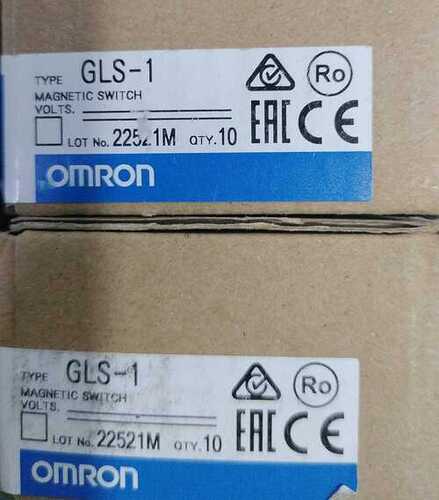 TYPE GLS-1
MAGNETIC SWITCH
VOLTS.
LOT No. 22521M QTY. 10
Ro
EAC CE
OMRON
TYPE GLS-1
MAGNETIC SWITCH
VOLTS.
LOT No. 22521M QTY. 10
Ro
EAC CE
OMRON